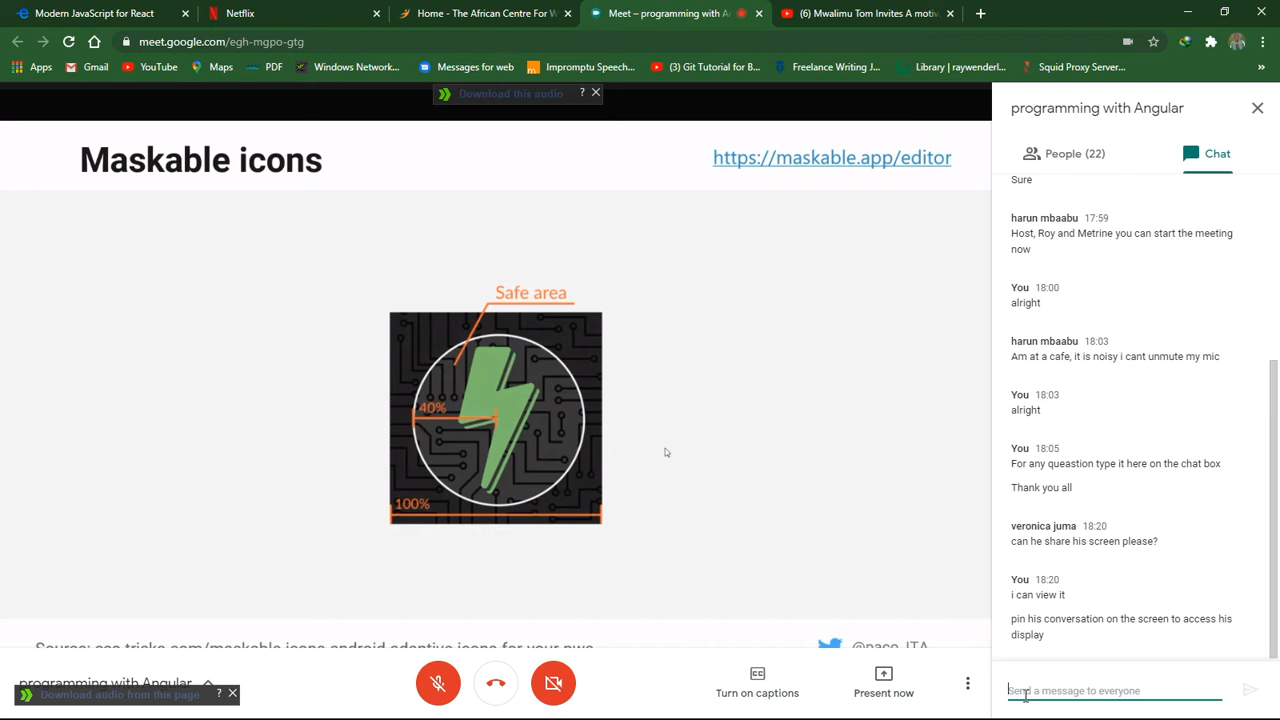 Modern JavaScript for React
Netflix
Home - The African Centre For W
Meet – programming with A
(6) Mwalimu Tom Invites A moti
meet.google.com/egh-mgpo-gtg
Apps
Gmail
YouTube
Maps
PDF
Windows Network...
Messages for web
Impromptu Speech...
(3) Git Tutorial for B...
Freelance Writing J...
Library | raywenderl...
Squid Proxy Server...
»
Download this audio ?
programming with Angular
Maskable icons
https://maskable.app/editor
People (22)
Chat
Sure
harun mbaabu 17:59
Host, Roy and Metrine you can start the meeting
now
You 18:00
alright
harun mbaabu 18:03
Am at a cafe, it is noisy i cant unmute my mic
You 18:03
alright
You 18:05
For any queastion type it here on the chat box
Thank you all
veronica juma 18:20
can he share his screen please?
You 18:20
i can view it
pin his conversation on the screen to access his
display
Safe area
40%
100%
@paco_ITA
programming with Angular
Download audio from this page ?
CC
Turn on captions
Present now
Send a message to everyone